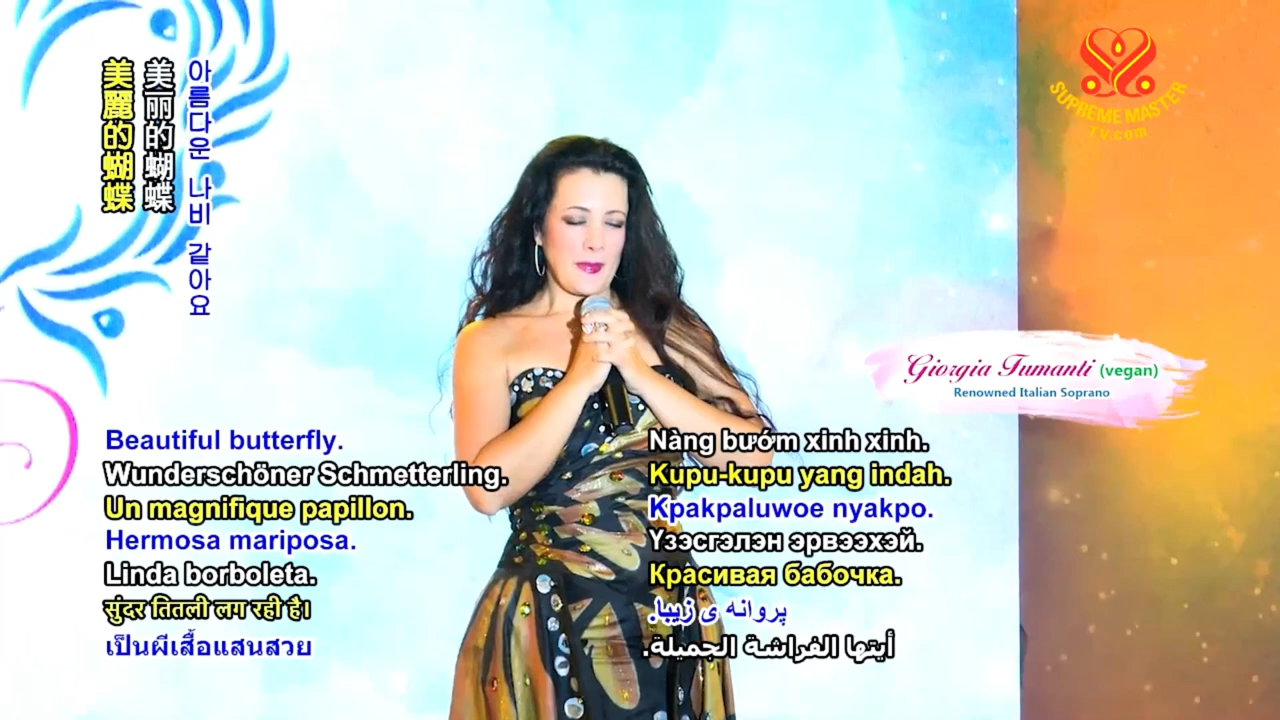 美麗的蝴蝶
美丽的蝴蝶
아름다운 나비 같아요
SUPREME MASTER
TV.com
Giorgia Fumanti (vegan)
Renowned Italian Soprano
Beautiful butterfly.
Wunderschöner Schmetterling.
Un magnifique papillon.
Hermosa mariposa.
Linda borboleta.
सुंदर तितली लग रही है।
เป็นผีเสื้อแสนสวย
Nàng bướm xinh xinh.
Kupu-kupu yang indah.
Kpakpaluwoe nyakpo.
Үзэсгэлэн эрвээхэй.
Красивая бабочка.
پروانه ی زیبا.
أيتها الفراشة الجميلة.